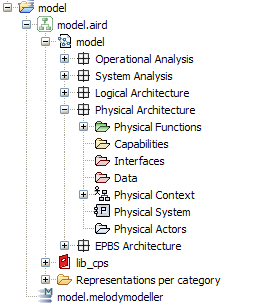 model
model.aird
model
Operational Analysis
System Analysis
Logical Architecture
Physical Architecture
Physical Functions
Capabilities
Interfaces
Data
Physical Context
Physical System
Physical Actors
EPBS Architecture
lib_cps
Representations per category
model.melodymodeller